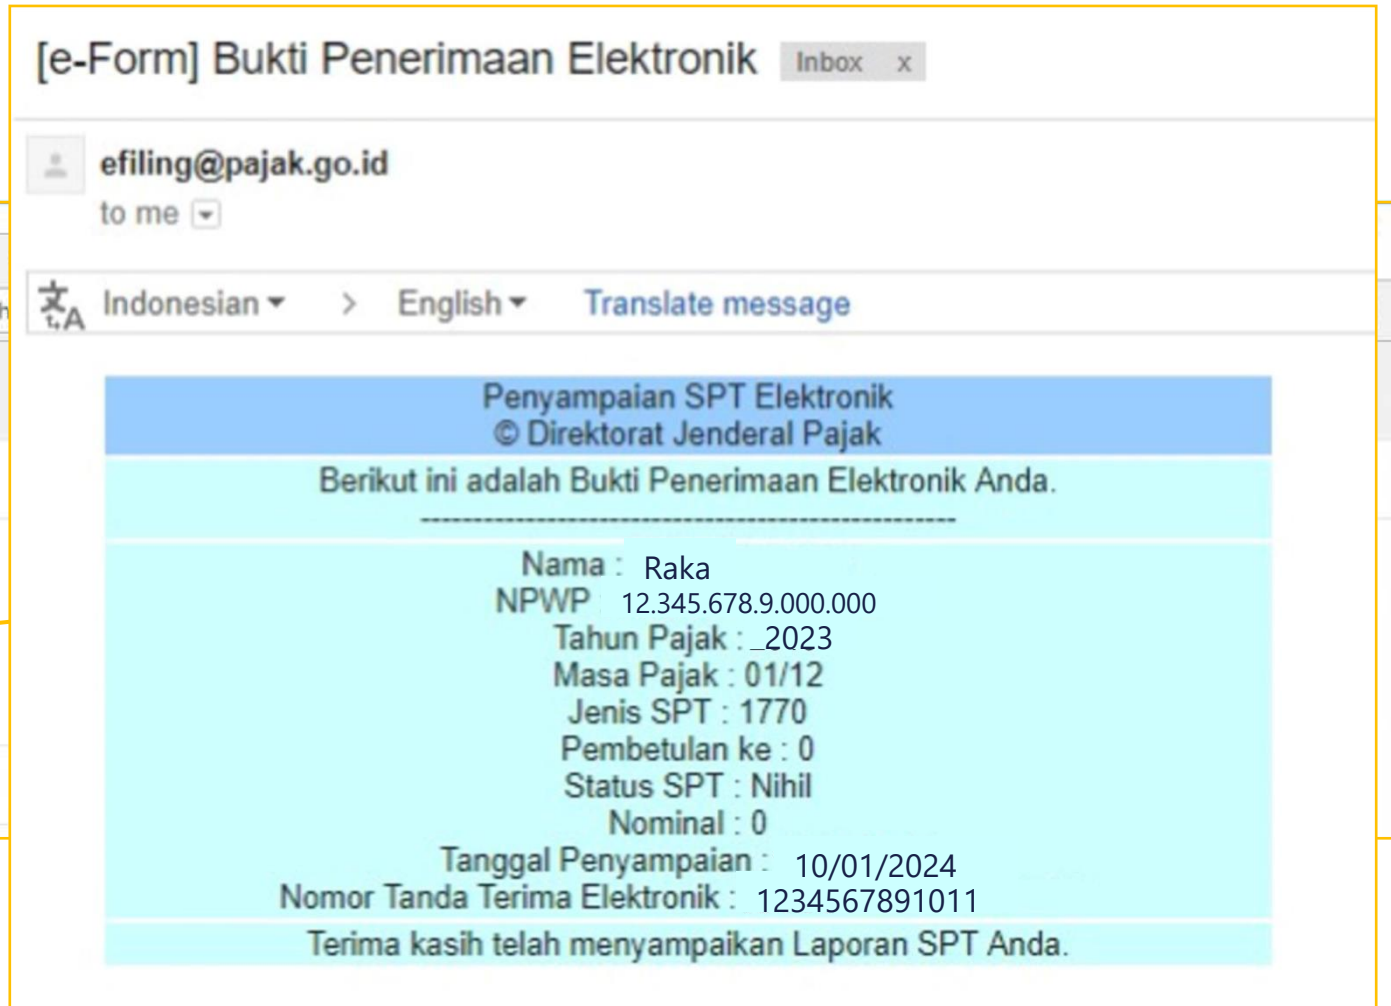 [e-Form] Bukti Penerimaan Elektronik Inbox x
efiling@pajak.go.id
to me
Indonesian > English Translate message
Penyampaian SPT Elektronik
© Direktorat Jenderal Pajak
Berikut ini adalah Bukti Penerimaan Elektronik Anda.
--------------------------------------------------
Nama : Raka
NPWP 12.345.678.9.000.000
Tahun Pajak : 2023
Masa Pajak : 01/12
Jenis SPT : 1770
Pembetulan ke : 0
Status SPT : Nihil
Nominal : 0
Tanggal Penyampaian : 10/01/2024
Nomor Tanda Terima Elektronik : 1234567891011
Terima kasih telah menyampaikan Laporan SPT Anda.